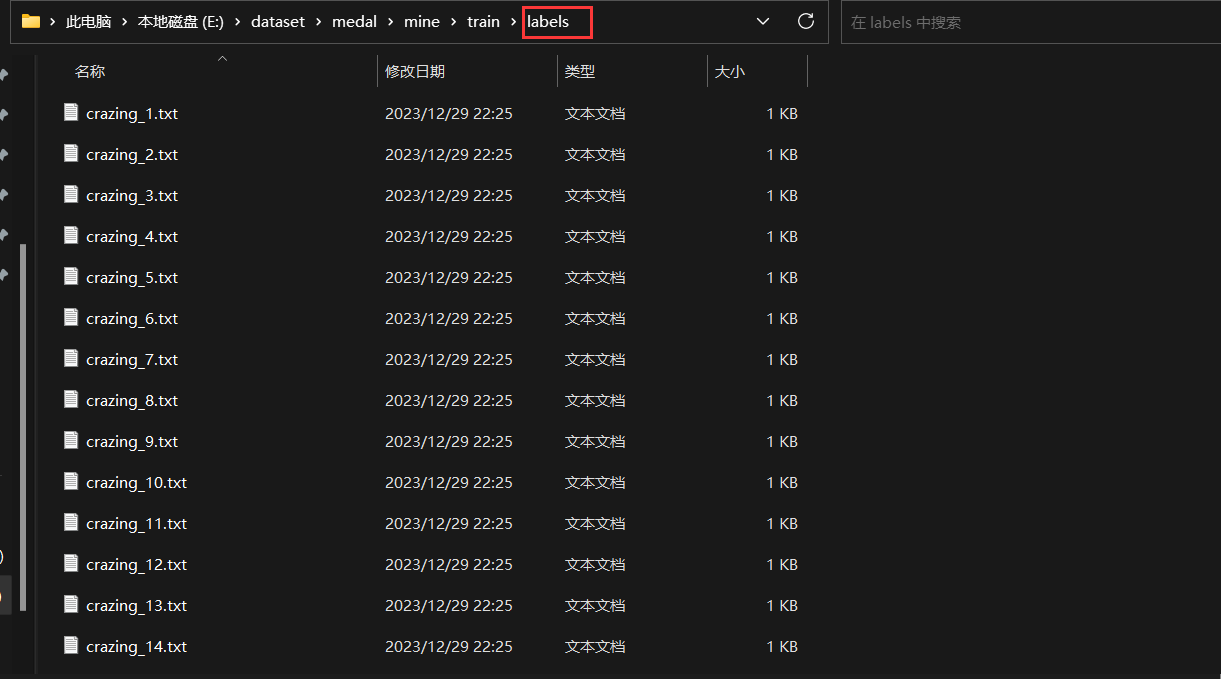 此电脑 > 本地磁盘 (E:) > dataset > medal > mine > train > labels 在 labels 中搜索
名称 修改日期 类型 大小
crazing_1.txt 2023/12/29 22:25 文本文档 1 KB
crazing_2.txt 2023/12/29 22:25 文本文档 1 KB
crazing_3.txt 2023/12/29 22:25 文本文档 1 KB
crazing_4.txt 2023/12/29 22:25 文本文档 1 KB
crazing_5.txt 2023/12/29 22:25 文本文档 1 KB
crazing_6.txt 2023/12/29 22:25 文本文档 1 KB
crazing_7.txt 2023/12/29 22:25 文本文档 1 KB
crazing_8.txt 2023/12/29 22:25 文本文档 1 KB
crazing_9.txt 2023/12/29 22:25 文本文档 1 KB
crazing_10.txt 2023/12/29 22:25 文本文档 1 KB
crazing_11.txt 2023/12/29 22:25 文本文档 1 KB
crazing_12.txt 2023/12/29 22:25 文本文档 1 KB
crazing_13.txt 2023/12/29 22:25 文本文档 1 KB
crazing_14.txt 2023/12/29 22:25 文本文档 1 KB